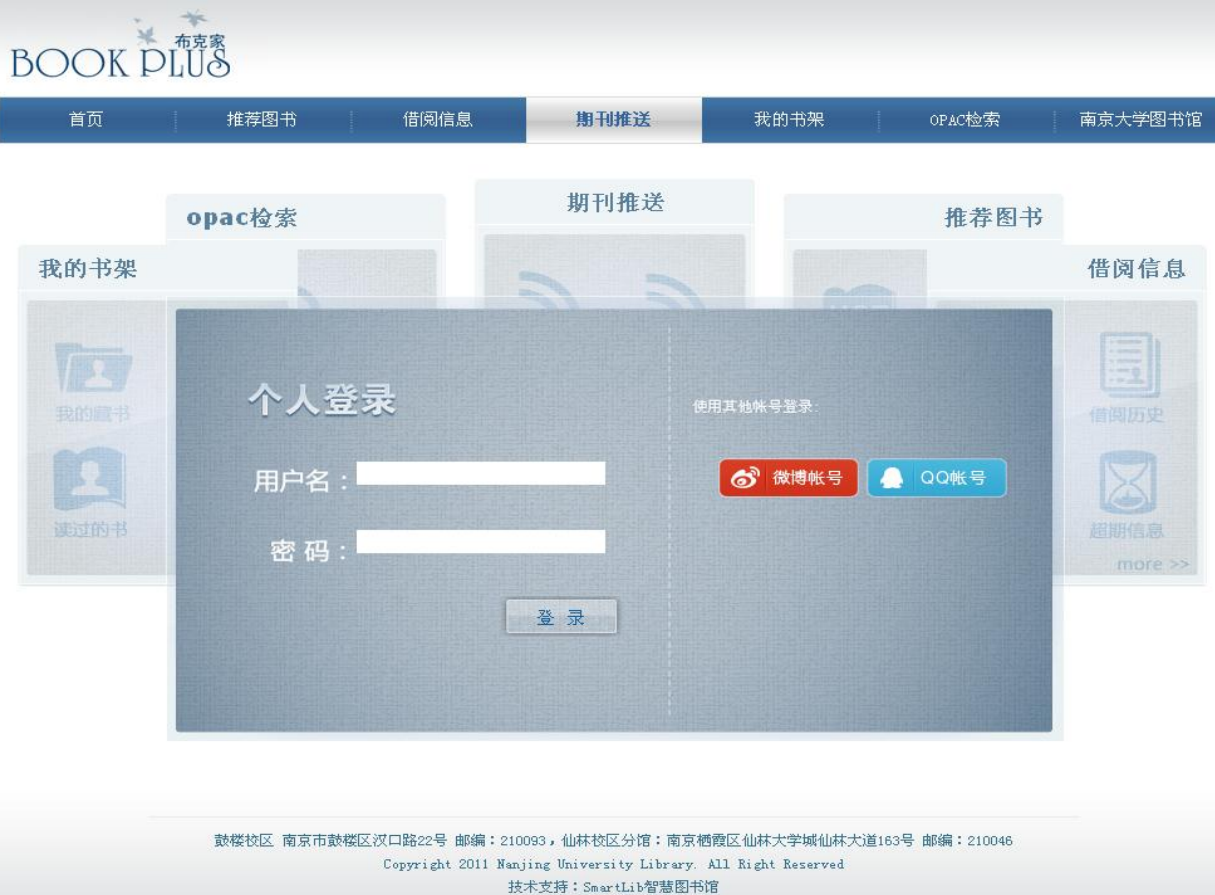 布克家
BOOK PLUS
首页 推荐图书 借阅信息 期刊推送 我的书架 OPAC检索 南京大学图书馆
期刊推送
opac检索 推荐图书
我的书架 借阅信息
我的藏书
读过的书
借阅历史
超期信息
more >>
个人登录
用户名：
密 码：
登 录
使用其他帐号登录:
微博帐号 QQ帐号
鼓楼校区 南京市鼓楼区汉口路22号 邮编：210093，仙林校区分馆：南京栖霞区仙林大学城仙林大道163号 邮编：210046
Copyright 2011 Nanjing University Library. All Right Reserved
技术支持：SmartLib智慧图书馆